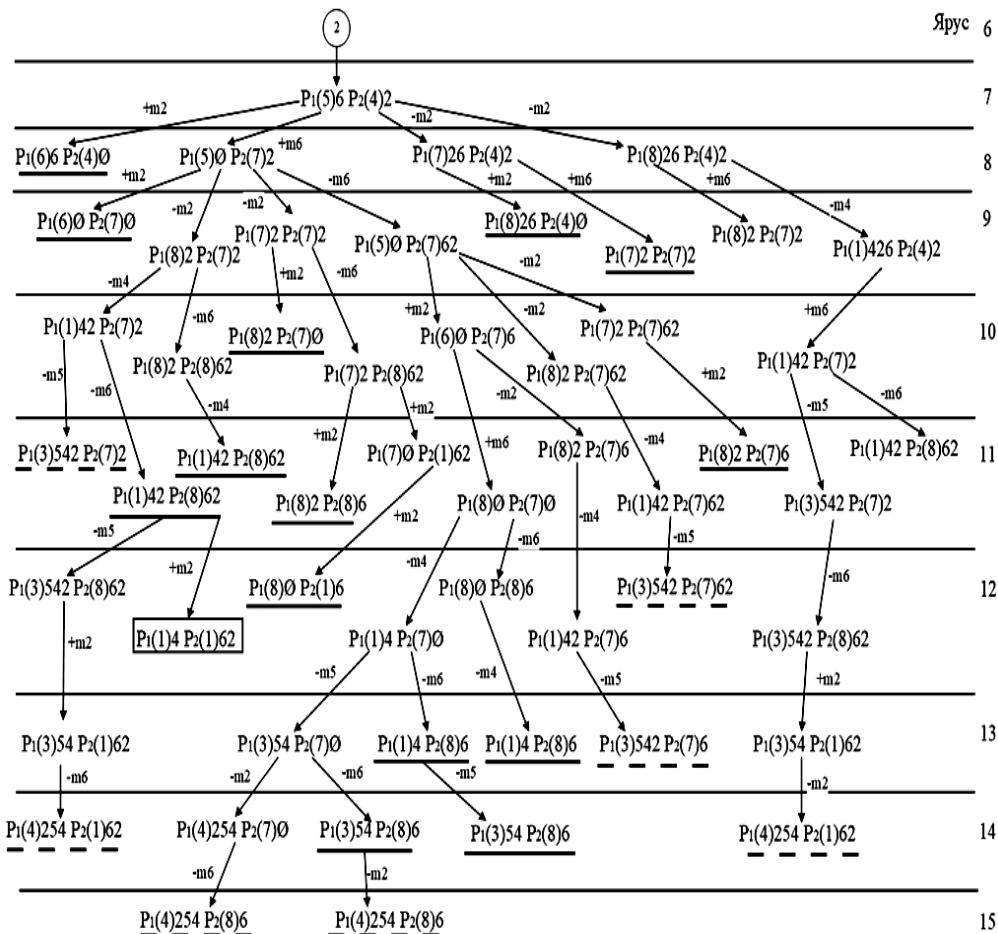 2
Ярус 6
P1(5)6 P2(4)2
7
+m2
+m6
-m2
-m2
P1(6)6 P2(4)Ø
P1(5)Ø P2(7)2
P1(7)26 P2(4)2
P1(8)26 P2(4)2
8
+m2
-m2
-m2
-m6
+m2
+m6
+m6
-m4
P1(6)Ø P2(7)Ø
P1(8)2 P2(7)2
P1(7)2 P2(7)2
P1(5)Ø P2(7)62
P1(8)26 P2(4)Ø
P1(7)2 P2(7)2
P1(8)2 P2(7)2
P1(1)426 P2(4)2
9
-m4
-m6
+m2
-m6
+m2
-m2
-m2
+m6
P1(1)42 P2(7)2
P1(8)2 P2(8)62
P1(8)2 P2(7)Ø
P1(7)2 P2(8)62
P1(6)Ø P2(7)6
P1(8)2 P2(7)62
P1(7)2 P2(7)62
P1(1)42 P2(7)2
10
-m5
-m6
-m4
+m2
+m2
+m6
-m2
-m4
+m2
-m5
-m6
P1(3)542 P2(7)2
P1(1)42 P2(8)62
P1(1)42 P2(8)62
P1(8)2 P2(8)6
P1(7)Ø P2(1)62
P1(8)Ø P2(7)Ø
P1(8)2 P2(7)6
P1(1)42 P2(7)62
P1(8)2 P2(7)6
P1(3)542 P2(7)2
P1(1)42 P2(8)62
11
-m5
+m2
+m2
-m4
-m6
-m4
-m5
-m6
P1(3)542 P2(8)62
P1(1)4 P2(1)62
P1(8)Ø P2(1)6
P1(1)4 P2(7)Ø
P1(8)Ø P2(8)6
P1(1)42 P2(7)6
P1(3)542 P2(7)62
P1(3)542 P2(8)62
12
+m2
-m5
-m6
-m4
-m5
+m2
P1(3)54 P2(1)62
P1(3)54 P2(7)Ø
P1(1)4 P2(8)6
P1(1)4 P2(8)6
P1(3)542 P2(7)6
P1(3)54 P2(1)62
13
-m6
-m2
-m6
-m5
-m2
P1(4)254 P2(1)62
P1(4)254 P2(7)Ø
P1(3)54 P2(8)6
P1(3)54 P2(8)6
P1(4)254 P2(1)62
14
-m6
-m2
P1(4)254 P2(8)6
P1(4)254 P2(8)6
15